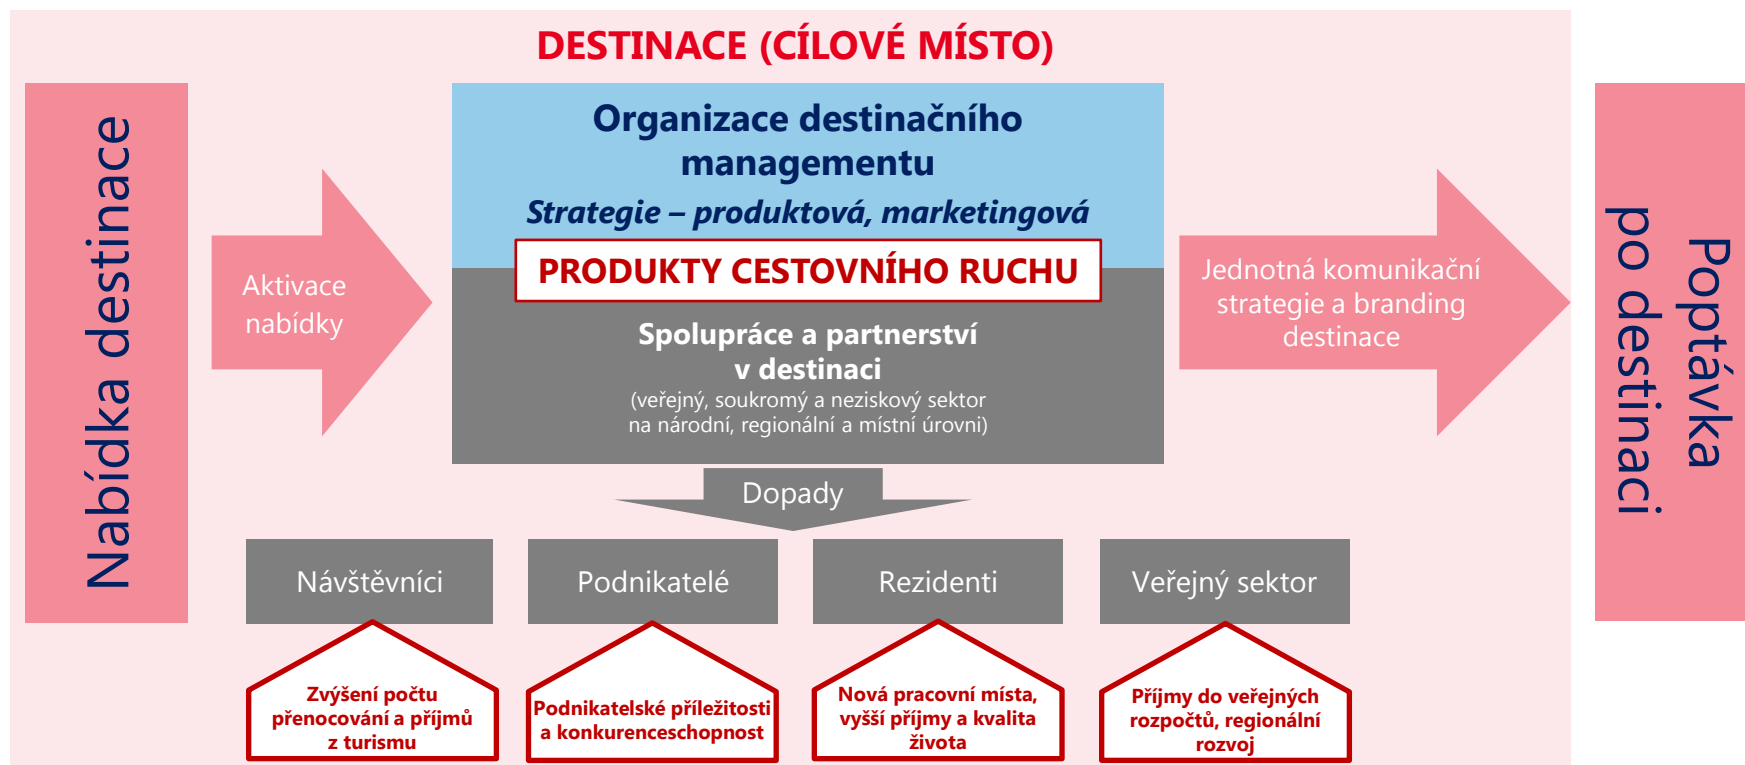 DESTINACE (CÍLOVÉ MÍSTO)
Nabídka destinace
Aktivace
nabídky
Organizace destinačního
managementu
Strategie – produktová, marketingová
PRODUKTY CESTOVNÍHO RUCHU
Spolupráce a partnerství
v destinaci
(veřejný, soukromý a neziskový sektor
na národní, regionální a místní úrovni)
Jednotná komunikační
strategie a branding
destinace
Poptávka
po destinaci
Dopady
Návštěvníci
Podnikatelé
Rezidenti
Veřejný sektor
Zvýšení počtu
přenocování a příjmů
z turismu
Podnikatelské příležitosti
a konkurenceschopnost
Nová pracovní místa,
vyšší příjmy a kvalita
života
Příjmy do veřejných
rozpočtů, regionální
rozvoj